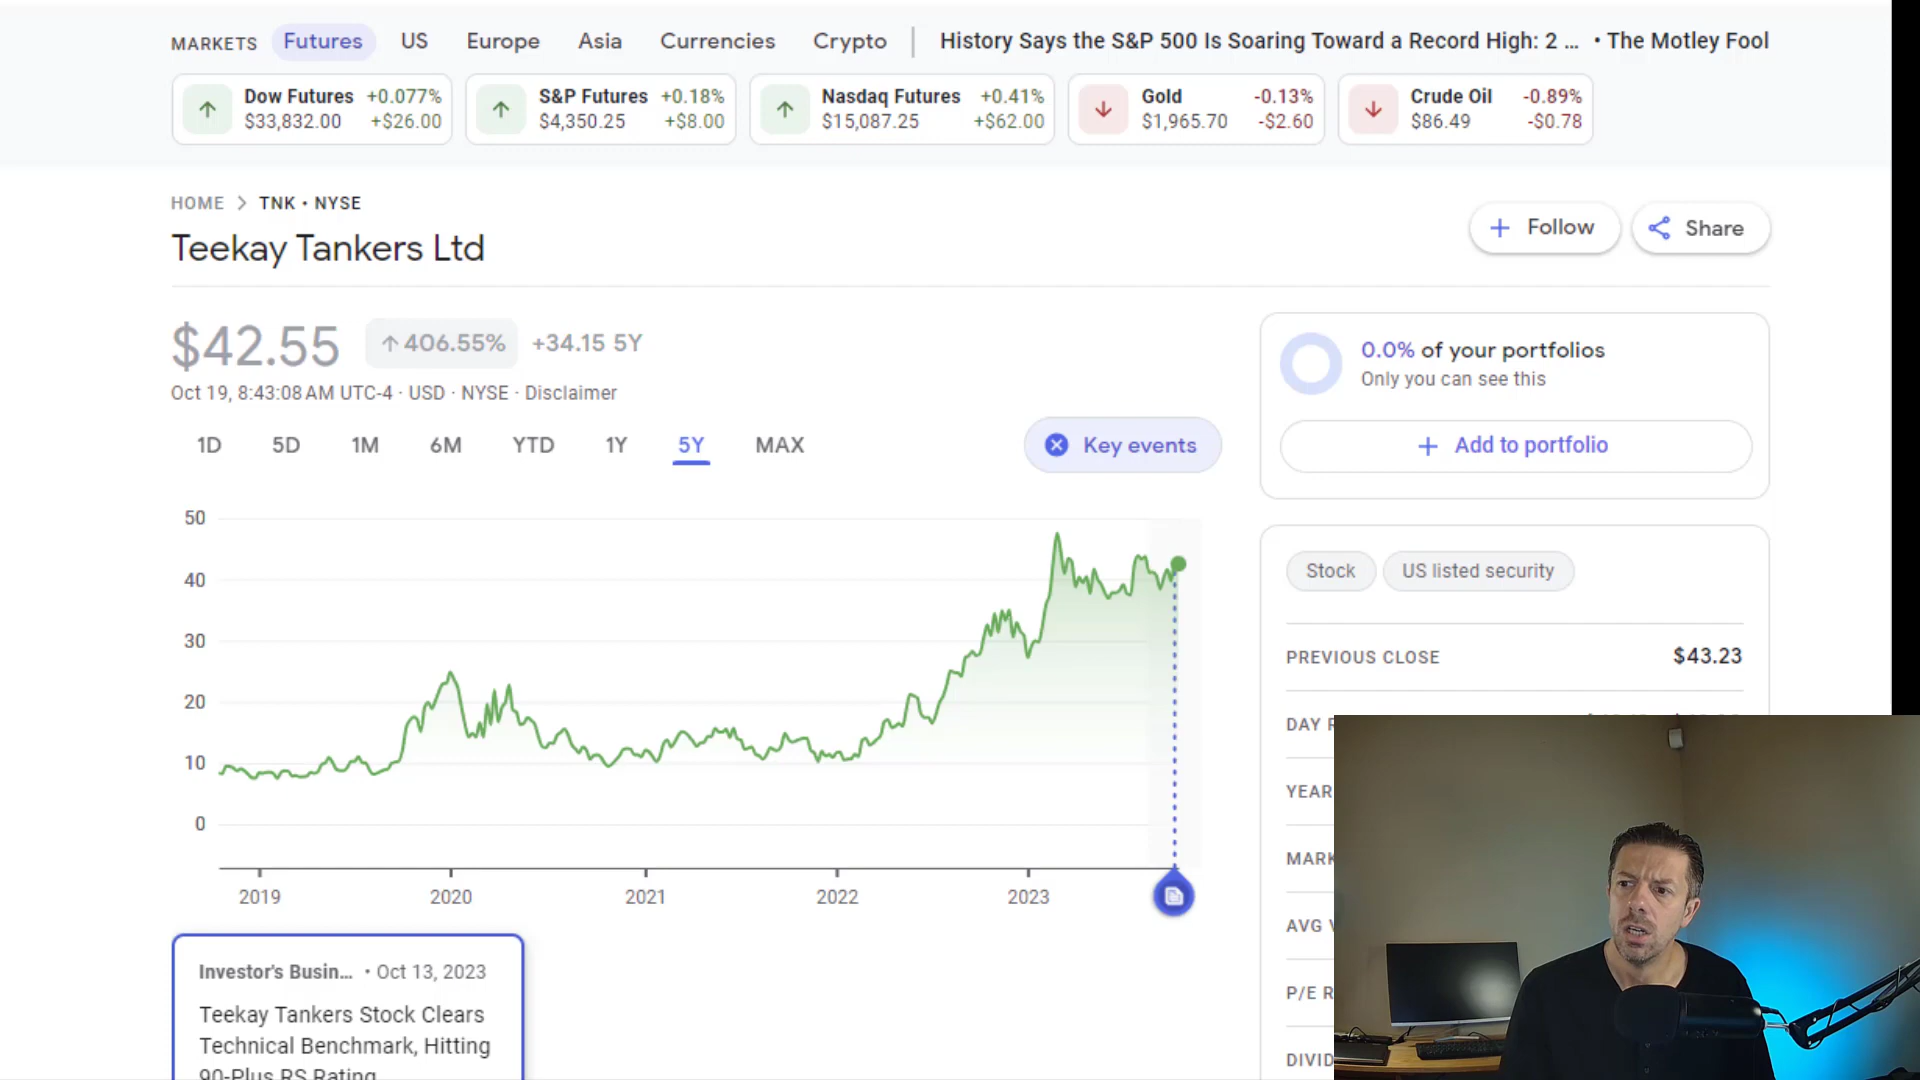 MARKETS Futures US Europe Asia Currencies Crypto History Says the S&P 500 Is Soaring Toward a Record High: 2 ... • The Motley Fool
Dow Futures +0.077% S&P Futures +0.18% Nasdaq Futures +0.41% Gold -0.13% Crude Oil -0.89%
$33,832.00 +$26.00 $4,350.25 +$8.00 $15,087.25 +$62.00 $1,965.70 -$2.60 $86.49 -$0.78
HOME > TNK • NYSE
Teekay Tankers Ltd
+ Follow
Share
$42.55 ↑ 406.55% +34.15 5Y
Oct 19, 8:43:08 AM UTC-4 · USD · NYSE · Disclaimer
1D 5D 1M 6M YTD 1Y 5Y MAX
Key events
50
40
30
20
10
0
2019 2020 2021 2022 2023
Investor's Busin... • Oct 13, 2023
Teekay Tankers Stock Clears
Technical Benchmark, Hitting
90-Plus RS Rating
0.0% of your portfolios
Only you can see this
+ Add to portfolio
Stock US listed security
PREVIOUS CLOSE $43.23
DAY R
YEAR
MARK
AVG V
P/E R
DIVID